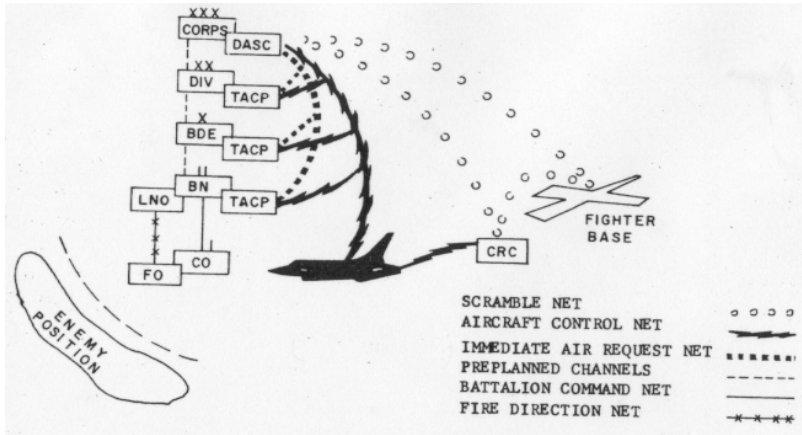 XXX
CORPS
DASC
XX
DIV
TACP
X
BDE
TACP
BN
LNO
TACP
FO
CO
CRC
FIGHTER
BASE
ENEMY
POSITION
SCRAMBLE NET
AIRCRAFT CONTROL NET
IMMEDIATE AIR REQUEST NET
PREPLANNED CHANNELS
BATTALION COMMAND NET
FIRE DIRECTION NET